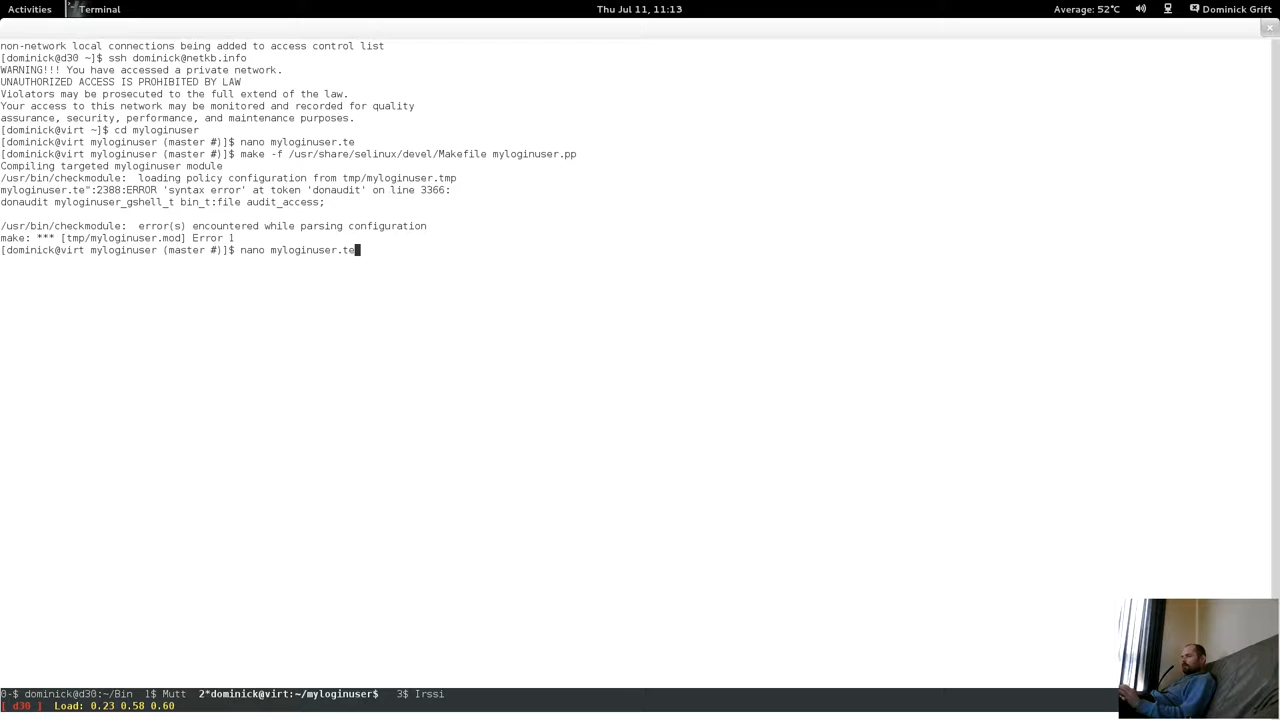 Activities Terminal Thu Jul 11, 11:13 Average: 52°C Dominick Grift
non-network local connections being added to access control list
[dominick@d30 ~]$ ssh dominick@netkb.info
WARNING!!! You have accessed a private network.
UNAUTHORIZED ACCESS IS PROHIBITED BY LAW
Violators may be prosecuted to the full extend of the law.
Your access to this network may be monitored and recorded for quality
assurance, security, performance, and maintenance purposes.
[dominick@virt ~]$ cd myloginuser
[dominick@virt myloginuser (master #)]$ nano myloginuser.te
[dominick@virt myloginuser (master #)]$ make -f /usr/share/selinux/devel/Makefile myloginuser.pp
Compiling targeted myloginuser module
/usr/bin/checkmodule:  loading policy configuration from tmp/myloginuser.tmp
myloginuser.te":2388:ERROR 'syntax error' at token 'donaudit' on line 3366:
donaudit myloginuser_gshell_t bin_t:file audit_access;
/usr/bin/checkmodule:  error(s) encountered while parsing configuration
make: *** [tmp/myloginuser.mod] Error 1
[dominick@virt myloginuser (master #)]$ nano myloginuser.te
0-$ dominick@d30:~/Bin  1$ Mutt  2*dominick@virt:~/myloginuser$  3$ Irssi
[ d30 ]  Load: 0.23 0.58 0.60